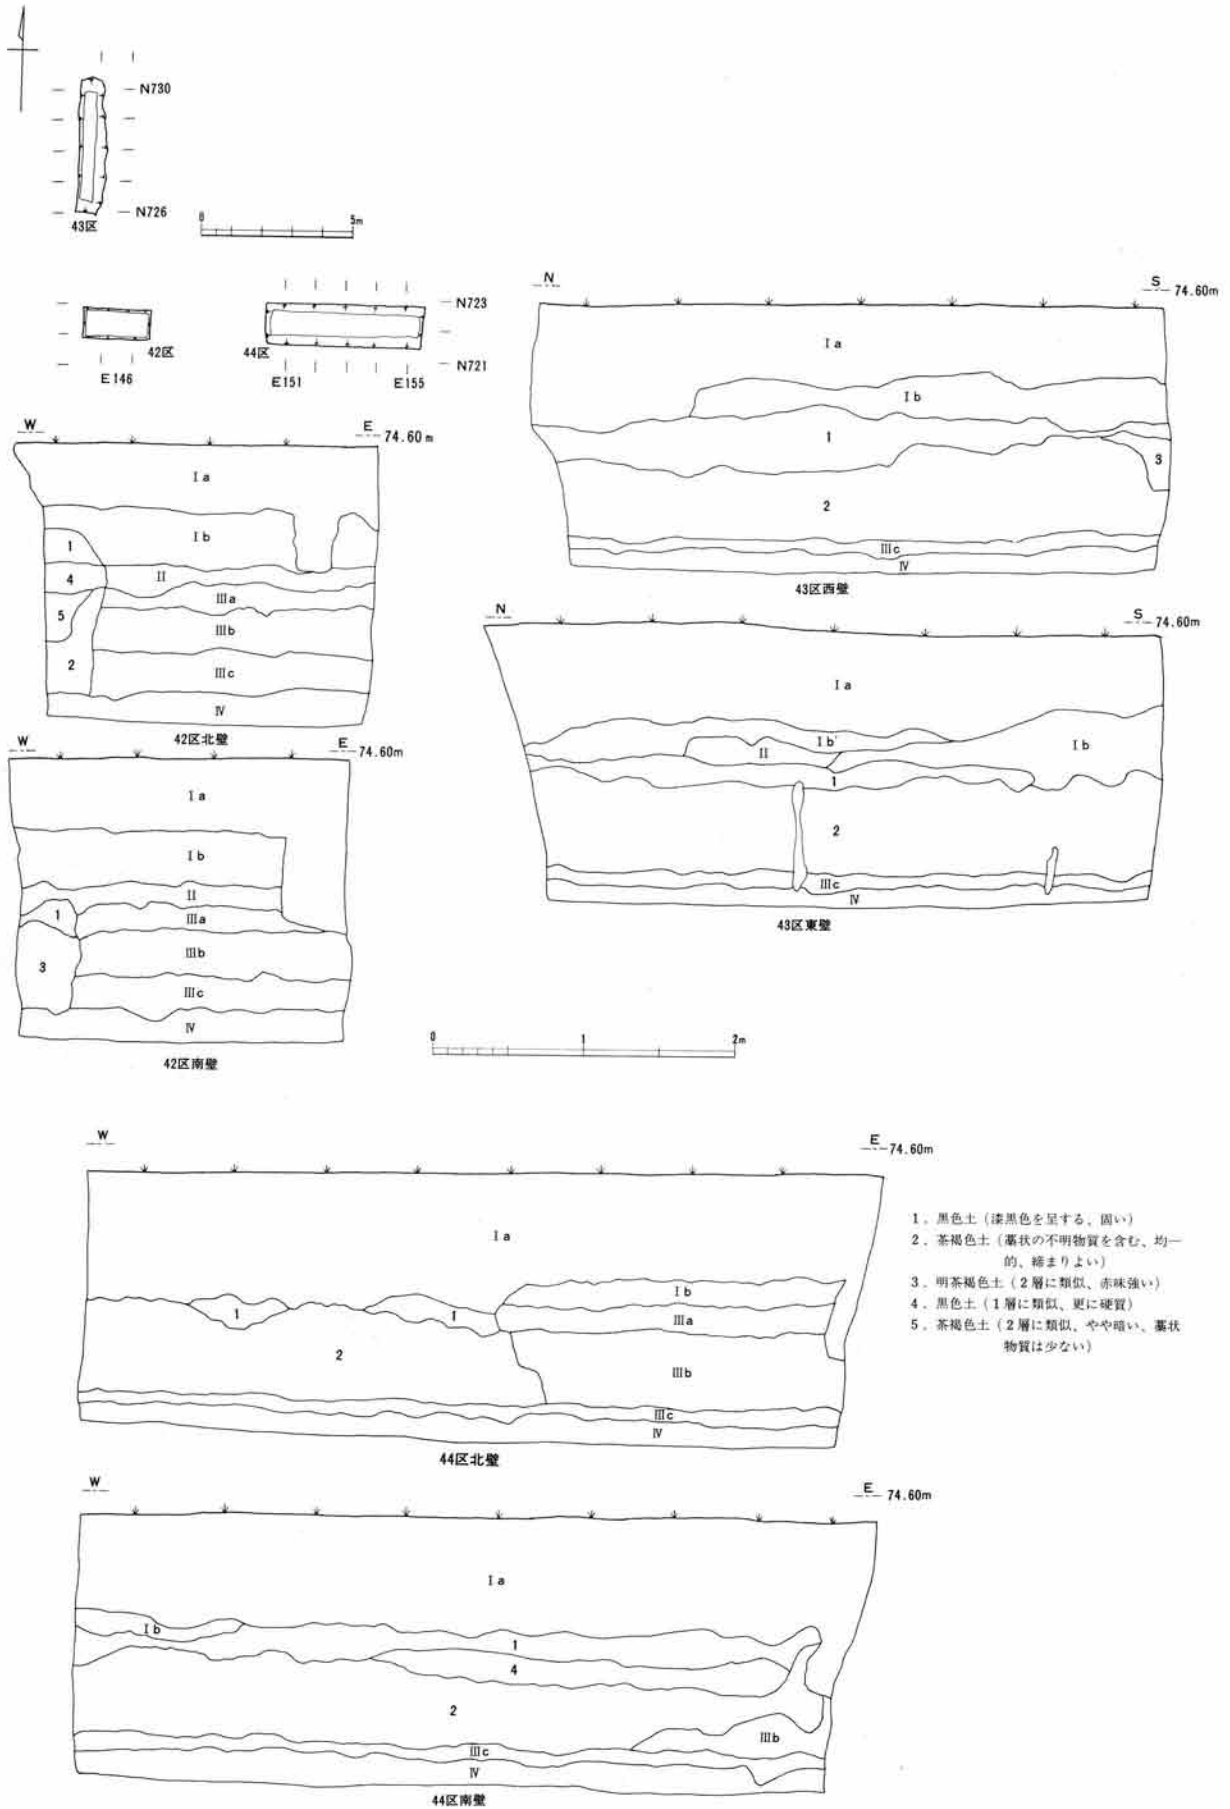 N730
N726
43区
0 5m
N723
42区
44区
N721
E146
E151 E155
W E 74.60m
Ⅰa
Ⅰb
1
Ⅱ
4
Ⅲa
5
Ⅲb
2
Ⅲc
Ⅳ
42区北壁
W E 74.60m
Ⅰa
Ⅰb
Ⅱ
1
Ⅲa
Ⅲb
3
Ⅲc
Ⅳ
42区南壁
N S 74.60m
Ⅰa
Ⅰb
1
3
2
Ⅲc
Ⅳ
43区西壁
N S 74.60m
Ⅰa
Ⅰb'
Ⅰb
Ⅱ
1
2
Ⅲc
Ⅳ
43区東壁
0 1 2m
W E 74.60m
Ⅰa
Ⅰb
1 1
Ⅲa
2
Ⅲb
Ⅲc
Ⅳ
44区北壁
1．黒色土（漆黒色を呈する、固い）
2．茶褐色土（藁状の不明物質を含む、均一
的、締まりよい）
3．明茶褐色土（2層に類似、赤味強い）
4．黒色土（1層に類似、更に硬質）
5．茶褐色土（2層に類似、やや暗い、藁状
物質は少ない）
W E 74.60m
Ⅰa
Ⅰb
1
4
2
Ⅲb
Ⅲc
Ⅳ
44区南壁